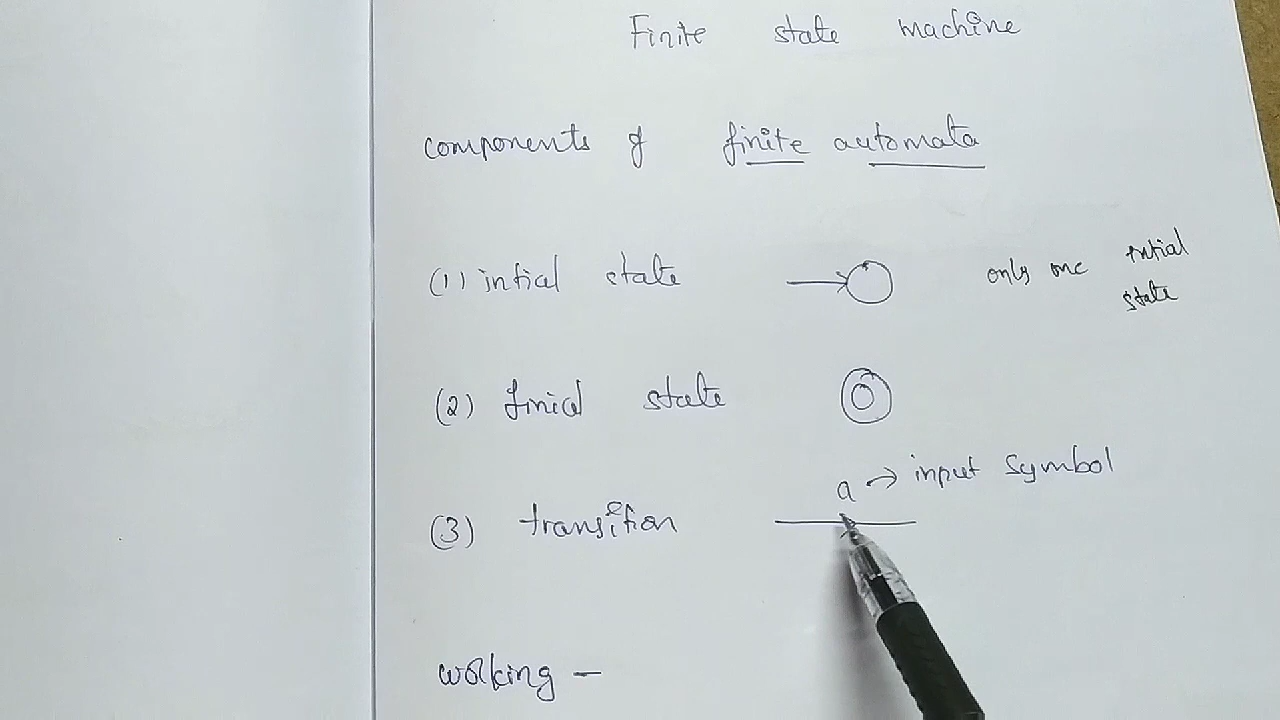 Finite state machine
components of finite automata
(1) intial state only one intial state
(2) finial state
a → input symbol
(3) transition
working -